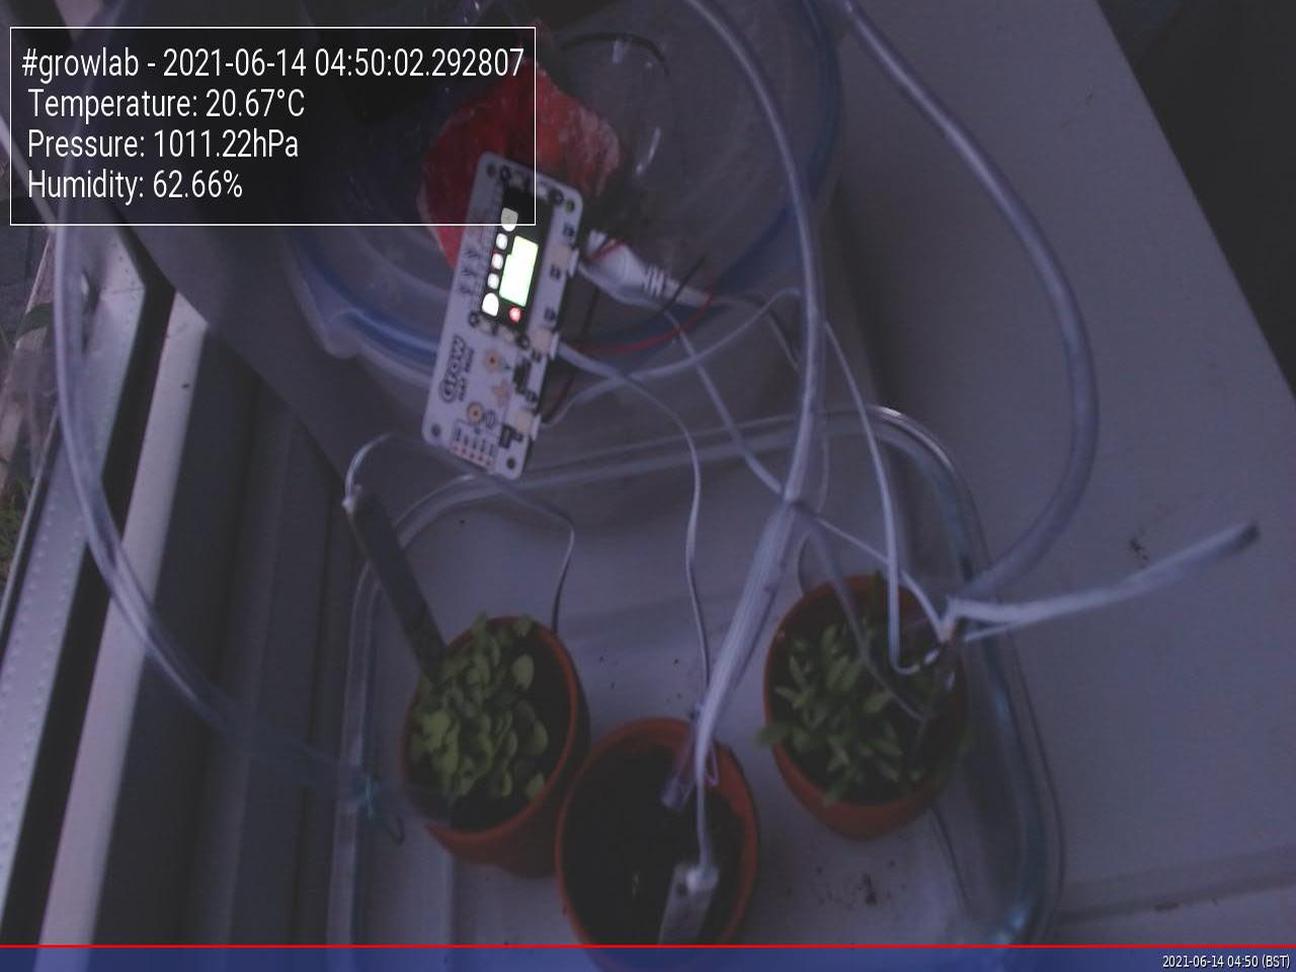 #growlab - 2021-06-14 04:50:02.292807
Temperature: 20.67°C
Pressure: 1011.22hPa
Humidity: 62.66%
GROW
2021-06-14 04:50 (BST)